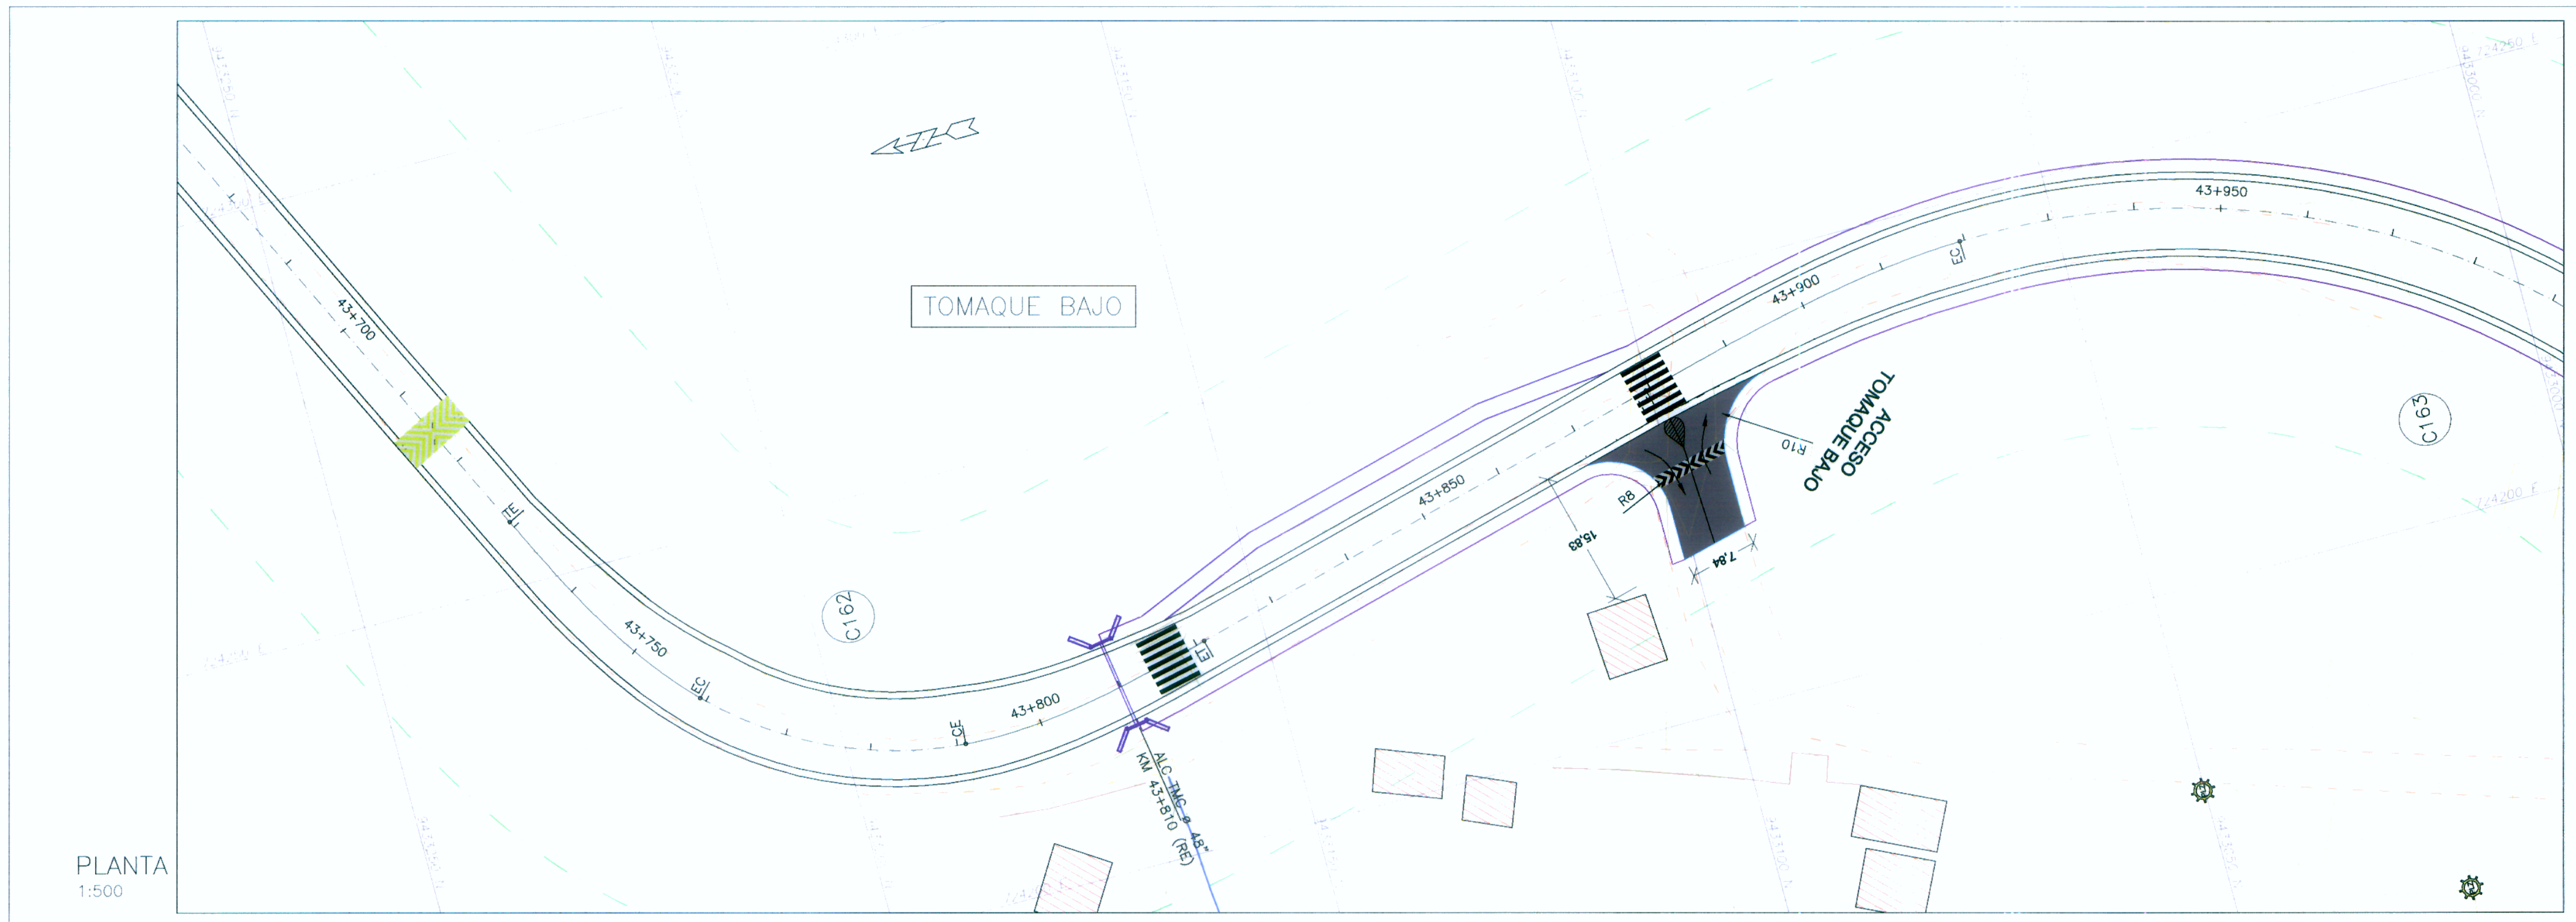 TOMAQUE BAJO
43+700
TE
43+750
EC
C162
CE
43+800
ET
ALC TMC ø 48"
KM 43+810 (RE)
43+850
15,83
R8
7,84
R10
ACCESO
TOMAQUE BAJO
43+900
EC
43+950
C163
224250 E
224200 E
PLANTA
1:500